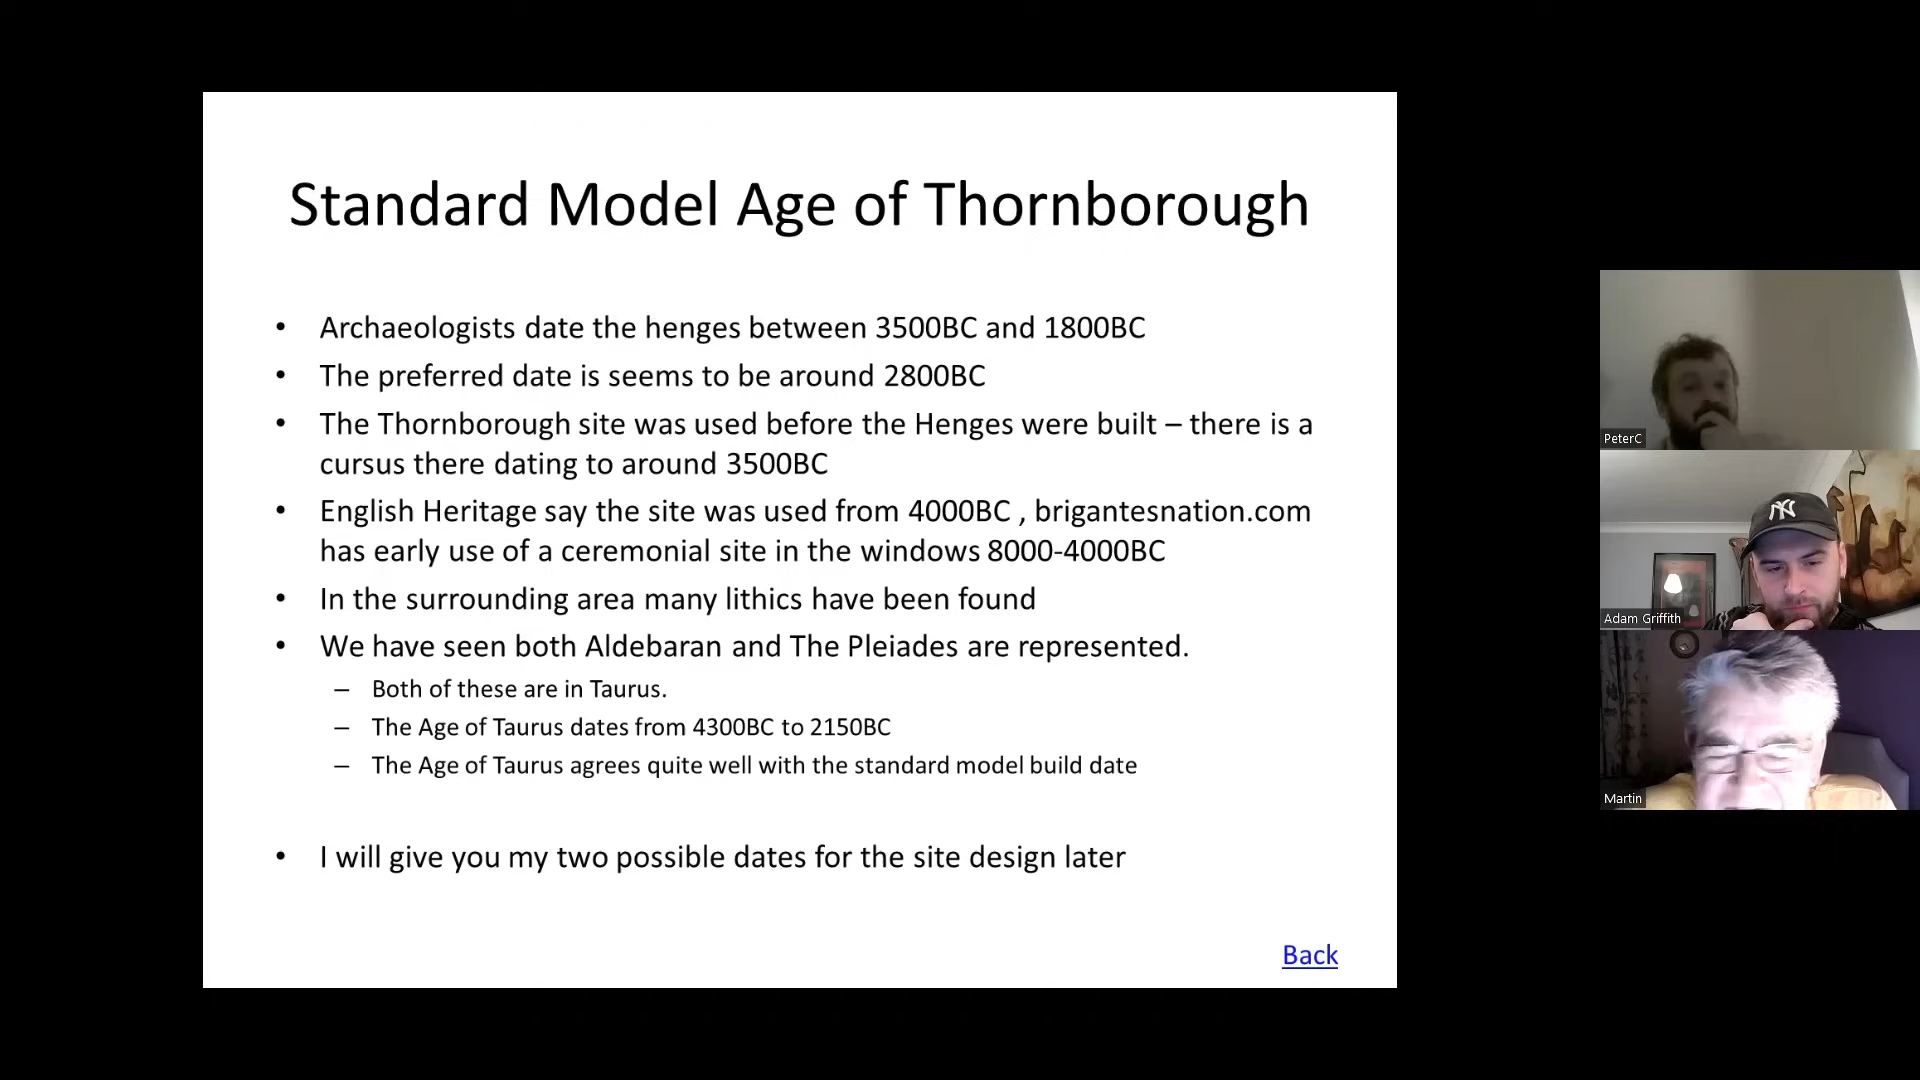 Standard Model Age of Thornborough
• Archaeologists date the henges between 3500BC and 1800BC
• The preferred date is seems to be around 2800BC
• The Thornborough site was used before the Henges were built – there is a
cursus there dating to around 3500BC
• English Heritage say the site was used from 4000BC , brigantesnation.com
has early use of a ceremonial site in the windows 8000-4000BC
• In the surrounding area many lithics have been found
• We have seen both Aldebaran and The Pleiades are represented.
– Both of these are in Taurus.
– The Age of Taurus dates from 4300BC to 2150BC
– The Age of Taurus agrees quite well with the standard model build date
• I will give you my two possible dates for the site design later
Back
PeterC
NY
Adam Griffith
Martin